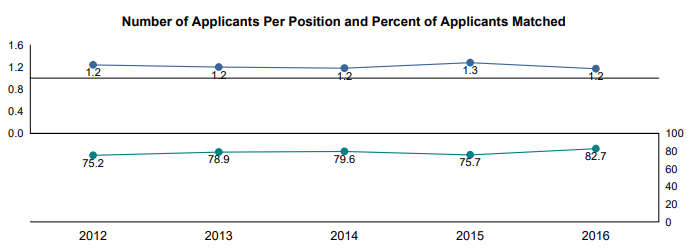 Number of Applicants Per Position and Percent of Applicants Matched
1.6
1.2
0.8
0.4
0.0
1.2 1.2 1.2 1.3 1.2
100
80
60
40
20
0
75.2 78.9 79.6 75.7 82.7
2012 2013 2014 2015 2016